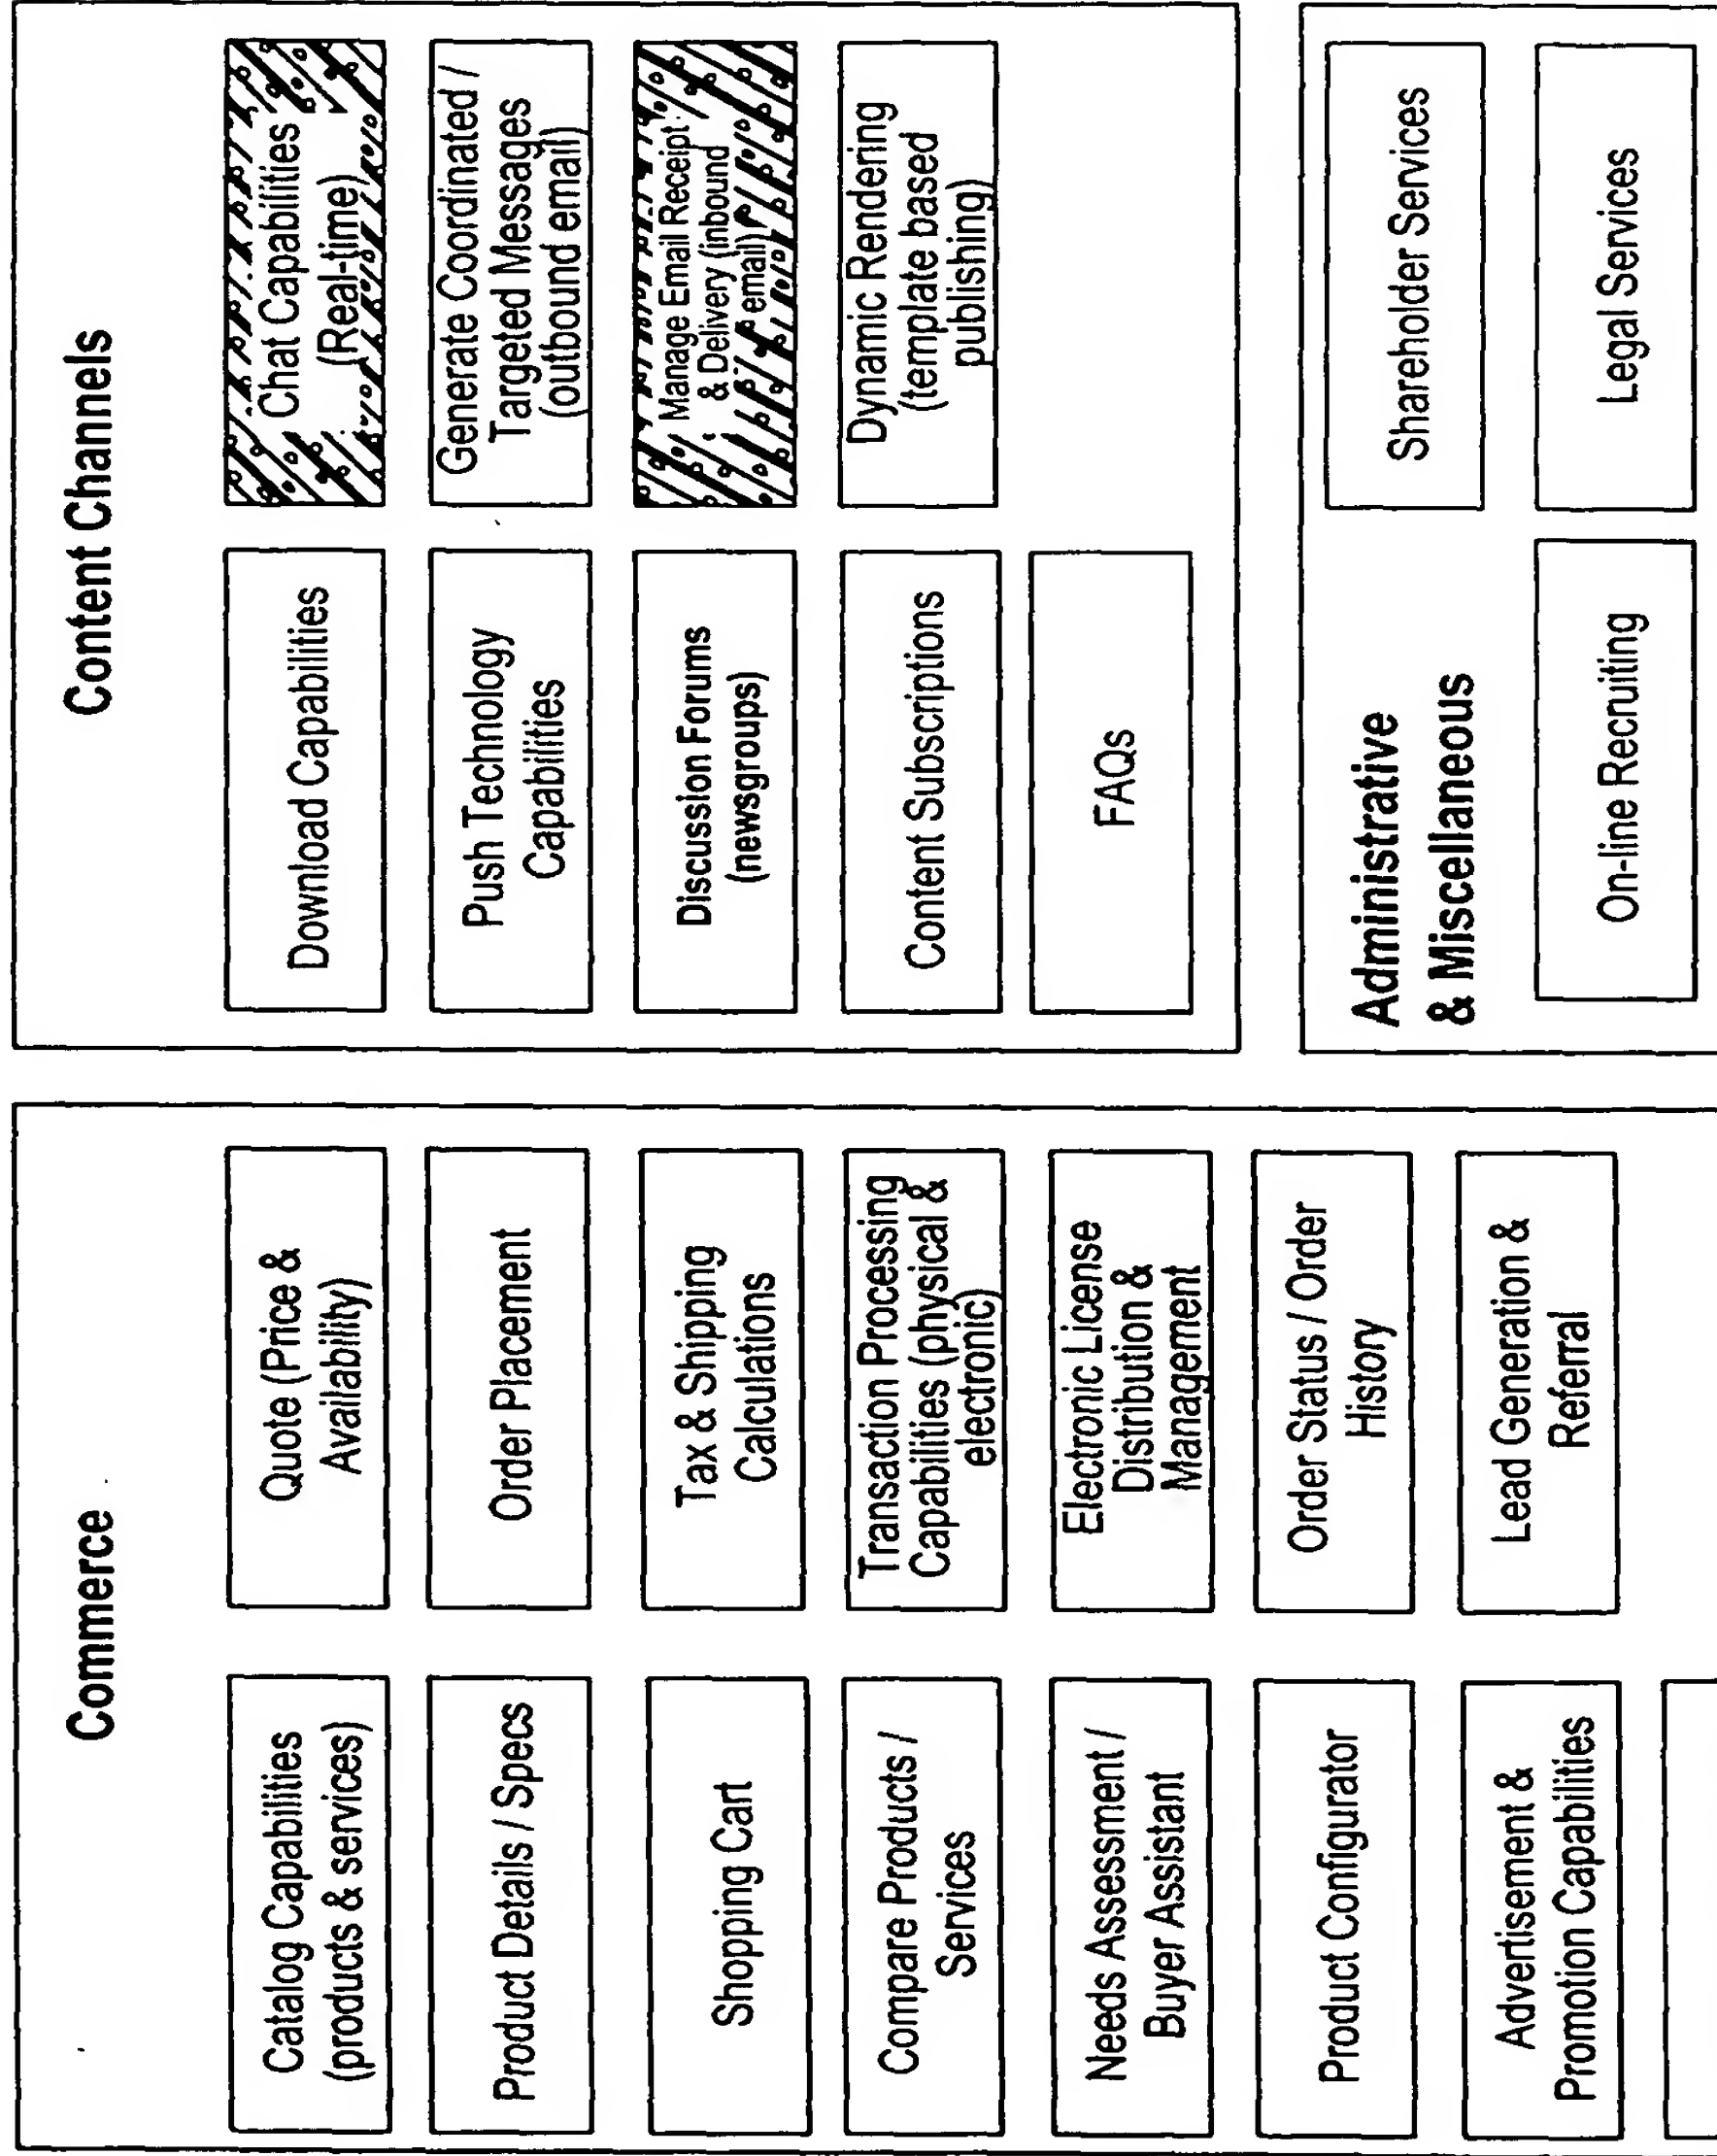 Commerce
Catalog Capabilities
(products & services)
Product Details / Specs
Shopping Cart
Compare Products /
Services
Needs Assessment /
Buyer Assistant
Product Configurator
Advertisement &
Promotion Capabilities
Quote (Price &
Availability)
Order Placement
Tax & Shipping
Calculations
Transaction Processing
Capabilities (physical &
electronic)
Electronic License
Distribution &
Management
Order Status / Order
History
Lead Generation &
Referral
Content Channels
Download Capabilities
Push Technology
Capabilities
Discussion Forums
(newsgroups)
Content Subscriptions
FAQs
Chat Capabilities
(Real-time)
Generate Coordinated /
Targeted Messages
(outbound email)
Manage Email Receipt
& Delivery (inbound
email)
Dynamic Rendering
(template based
publishing)
Administrative
& Miscellaneous
On-line Recruiting
Shareholder Services
Legal Services